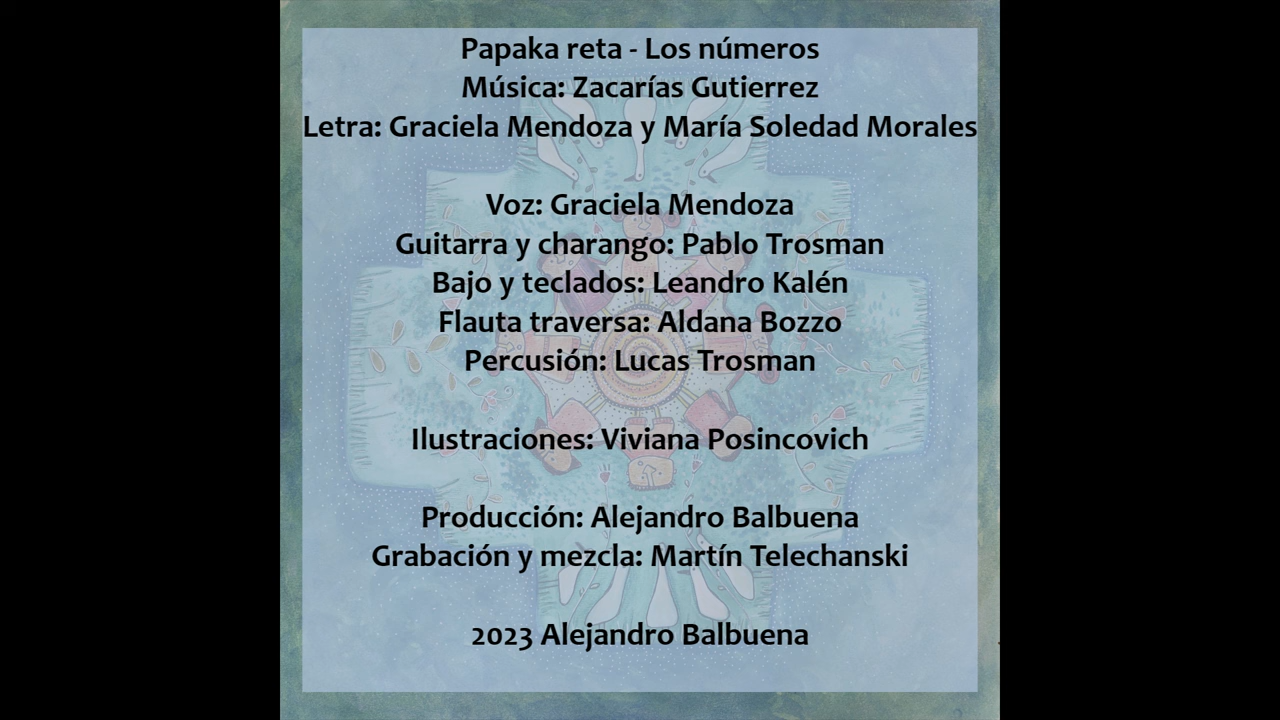 Papaka reta - Los números
Música: Zacarías Gutierrez
Letra: Graciela Mendoza y María Soledad Morales
Voz: Graciela Mendoza
Guitarra y charango: Pablo Trosman
Bajo y teclados: Leandro Kalén
Flauta traversa: Aldana Bozzo
Percusión: Lucas Trosman
Ilustraciones: Viviana Posincovich
Producción: Alejandro Balbuena
Grabación y mezcla: Martín Telechanski
2023 Alejandro Balbuena